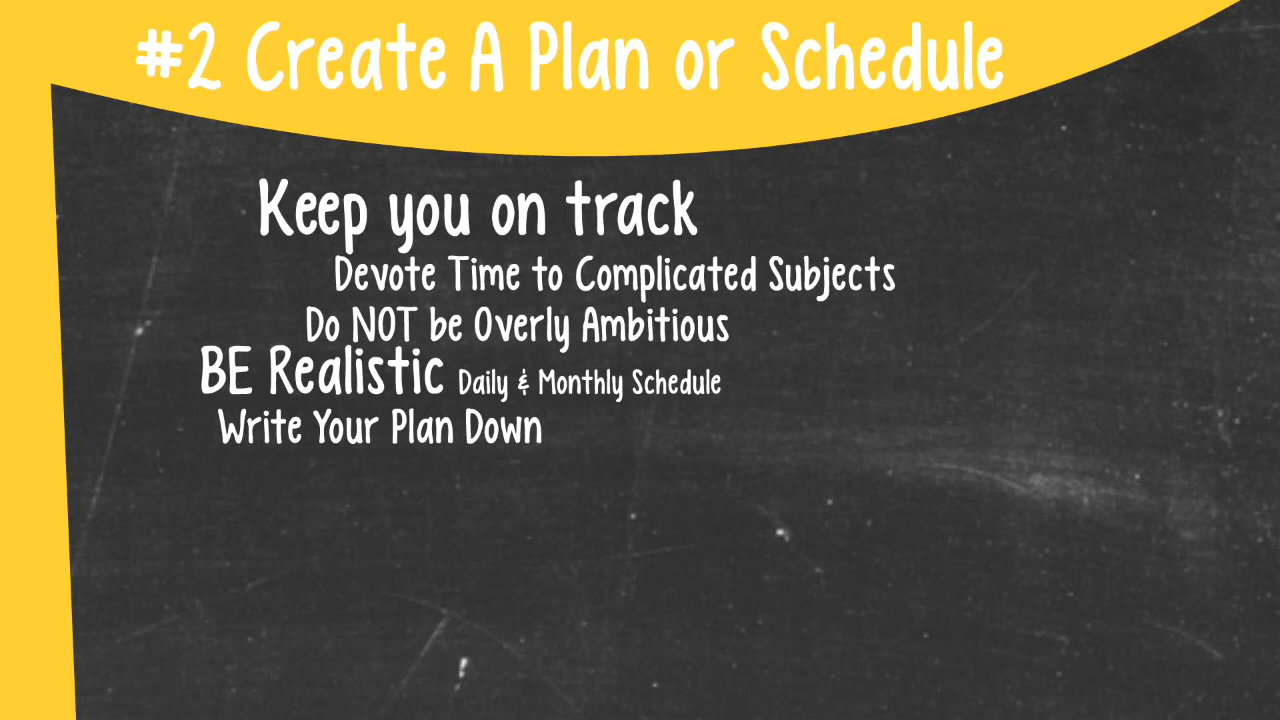 #2 Create A Plan or Schedule
Keep you on track
Devote Time to Complicated Subjects
Do NOT be Overly Ambitious
BE Realistic Daily & Monthly Schedule
Write Your Plan Down